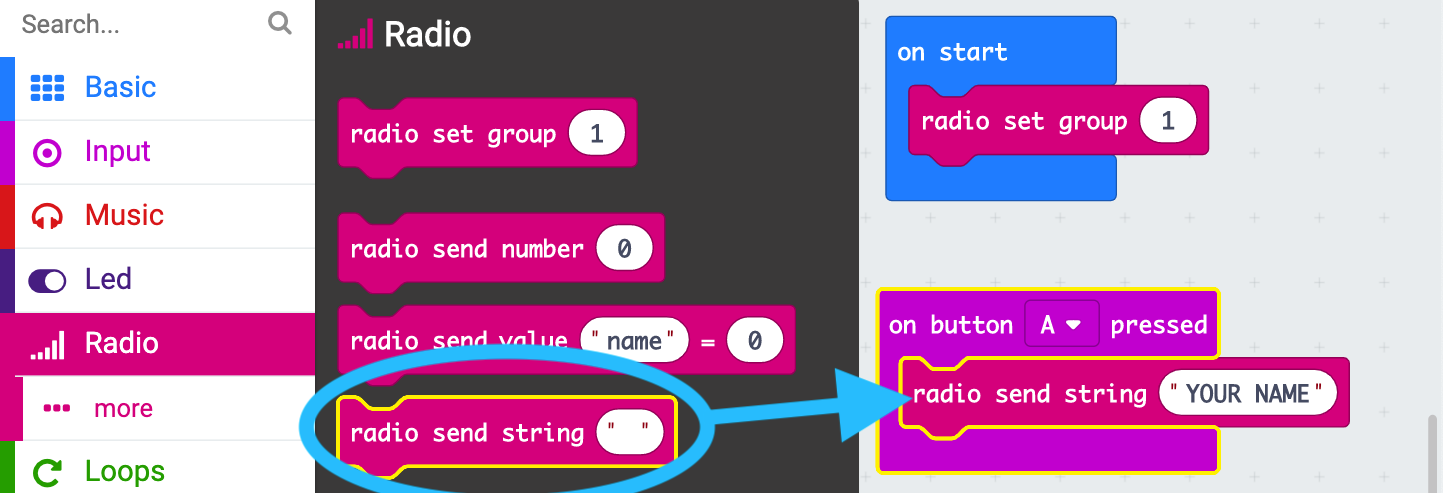 Search...
Basic
Input
Music
Led
Radio
more
Loops
Radio
radio set group 1
radio send number 0
radio send value "name" = 0
radio send string " "
on start
radio set group 1
on button A pressed
radio send string "YOUR NAME"